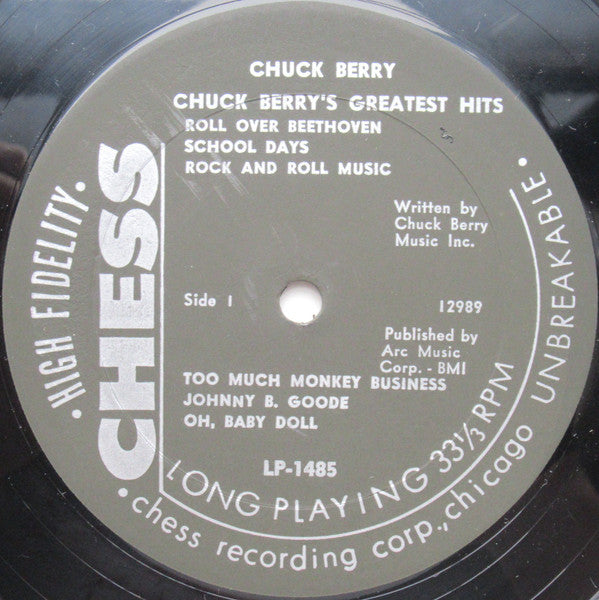 CHUCK BERRY
CHUCK BERRY'S GREATEST HITS
ROLL OVER BEETHOVEN
SCHOOL DAYS
ROCK AND ROLL MUSIC
Written by
Chuck Berry
Music Inc.
Side 1
12989
Published by
Arc Music
Corp. - BMI
TOO MUCH MONKEY BUSINESS
JOHNNY B. GOODE
OH, BABY DOLL
LP-1485
CHESS
• HIGH FIDELITY •
LONG PLAYING 33⅓ RPM
UNBREAKABLE •
• chess recording corp., chicago